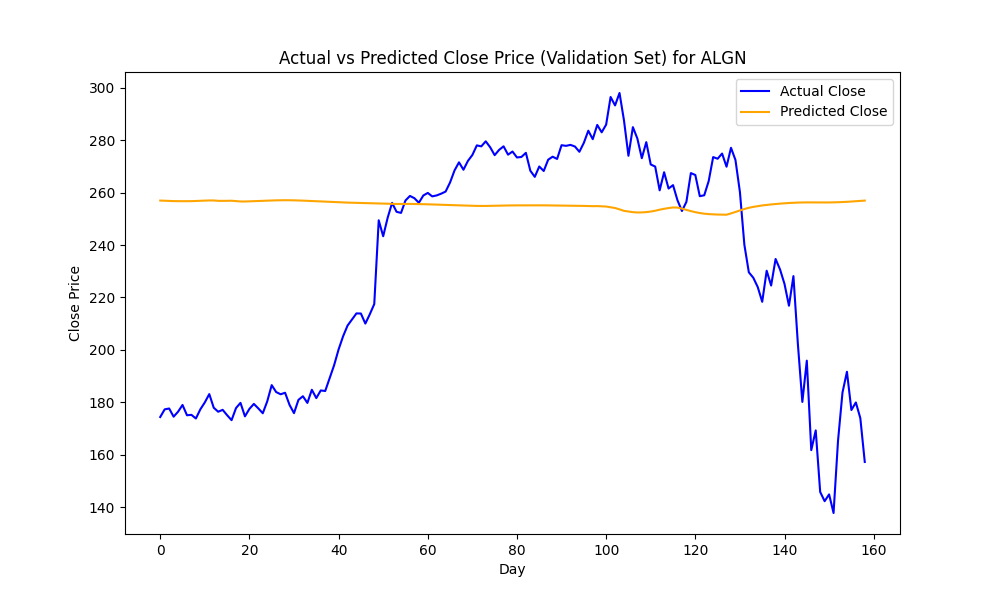 Actual vs Predicted Close Price (Validation Set) for ALGN
Actual Close
Predicted Close
Close Price
300
280
260
240
220
200
180
160
140
0 20 40 60 80 100 120 140 160
Day